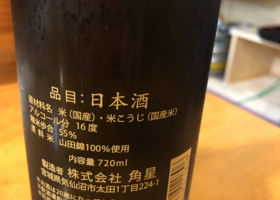 品目：日本酒
原材料名 米（国産）・米こうじ（国産米）
アルコール分 16度
精米歩合 55%
原料米 山田錦100%使用
内容量 720ml
製造者 株式会社 角星
宮城県気仙沼市太田1丁目224-1